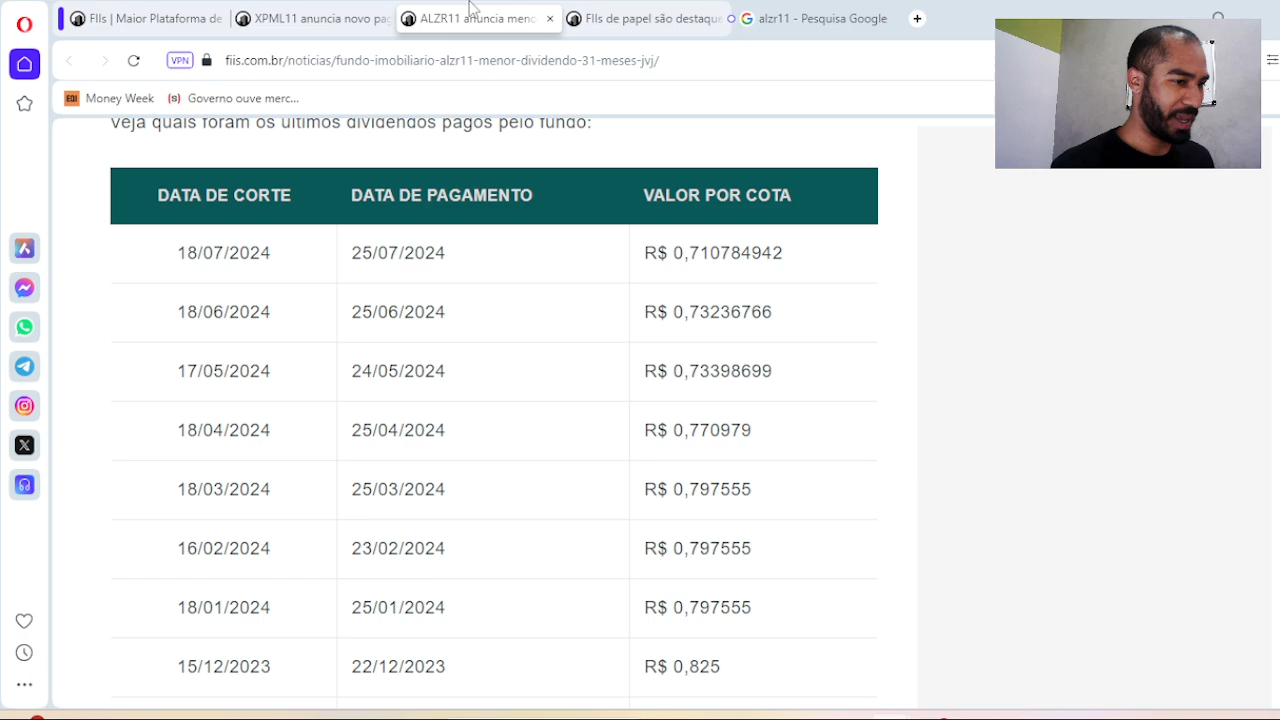 FIIs | Maior Plataforma de
XPML11 anuncia novo pag
ALZR11 anuncia meno
FIIs de papel são destaque
alzr11 - Pesquisa Google
VPN
fiis.com.br/noticias/fundo-imobiliario-alzr11-menor-dividendo-31-meses-jvj/
EQI Money Week
(s) Governo ouve merc...
Veja quais foram os últimos dividendos pagos pelo fundo:
DATA DE CORTE DATA DE PAGAMENTO VALOR POR COTA
18/07/2024 25/07/2024 R$ 0,710784942
18/06/2024 25/06/2024 R$ 0,73236766
17/05/2024 24/05/2024 R$ 0,73398699
18/04/2024 25/04/2024 R$ 0,770979
18/03/2024 25/03/2024 R$ 0,797555
16/02/2024 23/02/2024 R$ 0,797555
18/01/2024 25/01/2024 R$ 0,797555
15/12/2023 22/12/2023 R$ 0,825